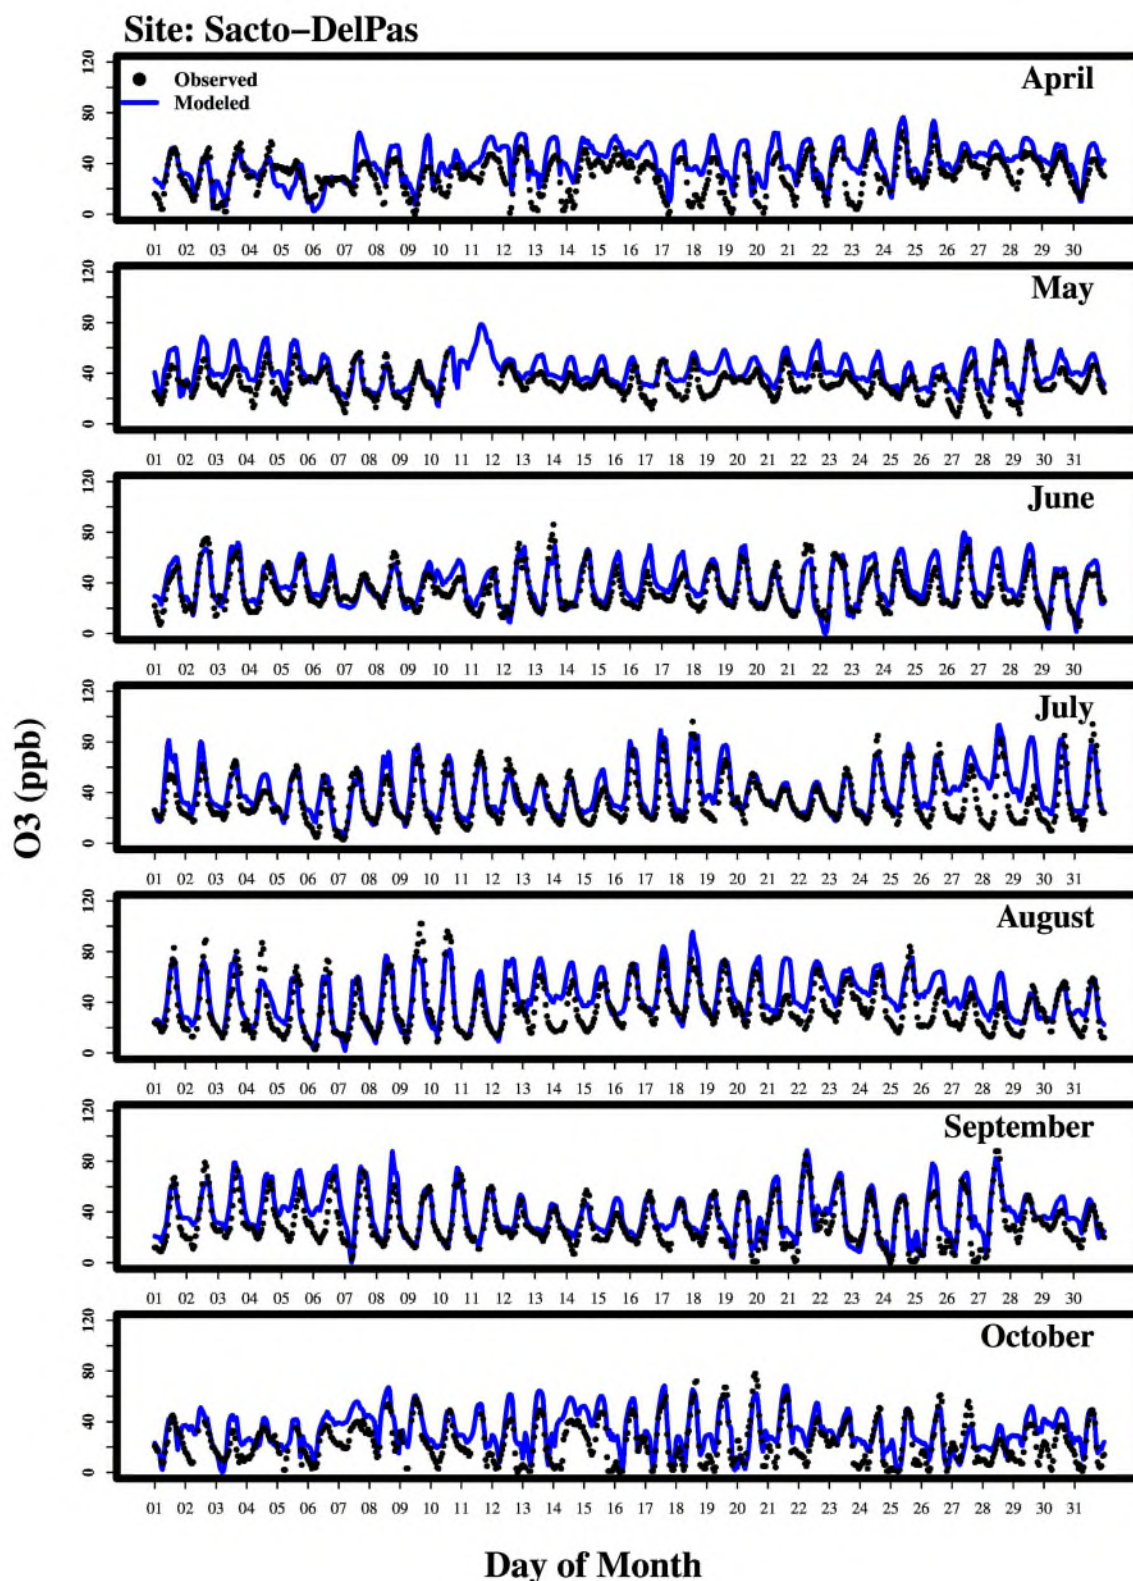 Site: Sacto−DelPas
Observed
Modeled
April
0 40 80 120
01 02 03 04 05 06 07 08 09 10 11 12 13 14 15 16 17 18 19 20 21 22 23 24 25 26 27 28 29 30
May
0 40 80 120
01 02 03 04 05 06 07 08 09 10 11 12 13 14 15 16 17 18 19 20 21 22 23 24 25 26 27 28 29 30 31
June
0 40 80 120
01 02 03 04 05 06 07 08 09 10 11 12 13 14 15 16 17 18 19 20 21 22 23 24 25 26 27 28 29 30
July
0 40 80 120
01 02 03 04 05 06 07 08 09 10 11 12 13 14 15 16 17 18 19 20 21 22 23 24 25 26 27 28 29 30 31
O3 (ppb)
August
0 40 80 120
01 02 03 04 05 06 07 08 09 10 11 12 13 14 15 16 17 18 19 20 21 22 23 24 25 26 27 28 29 30 31
September
0 40 80 120
01 02 03 04 05 06 07 08 09 10 11 12 13 14 15 16 17 18 19 20 21 22 23 24 25 26 27 28 29 30
October
0 40 80 120
01 02 03 04 05 06 07 08 09 10 11 12 13 14 15 16 17 18 19 20 21 22 23 24 25 26 27 28 29 30 31
Day of Month